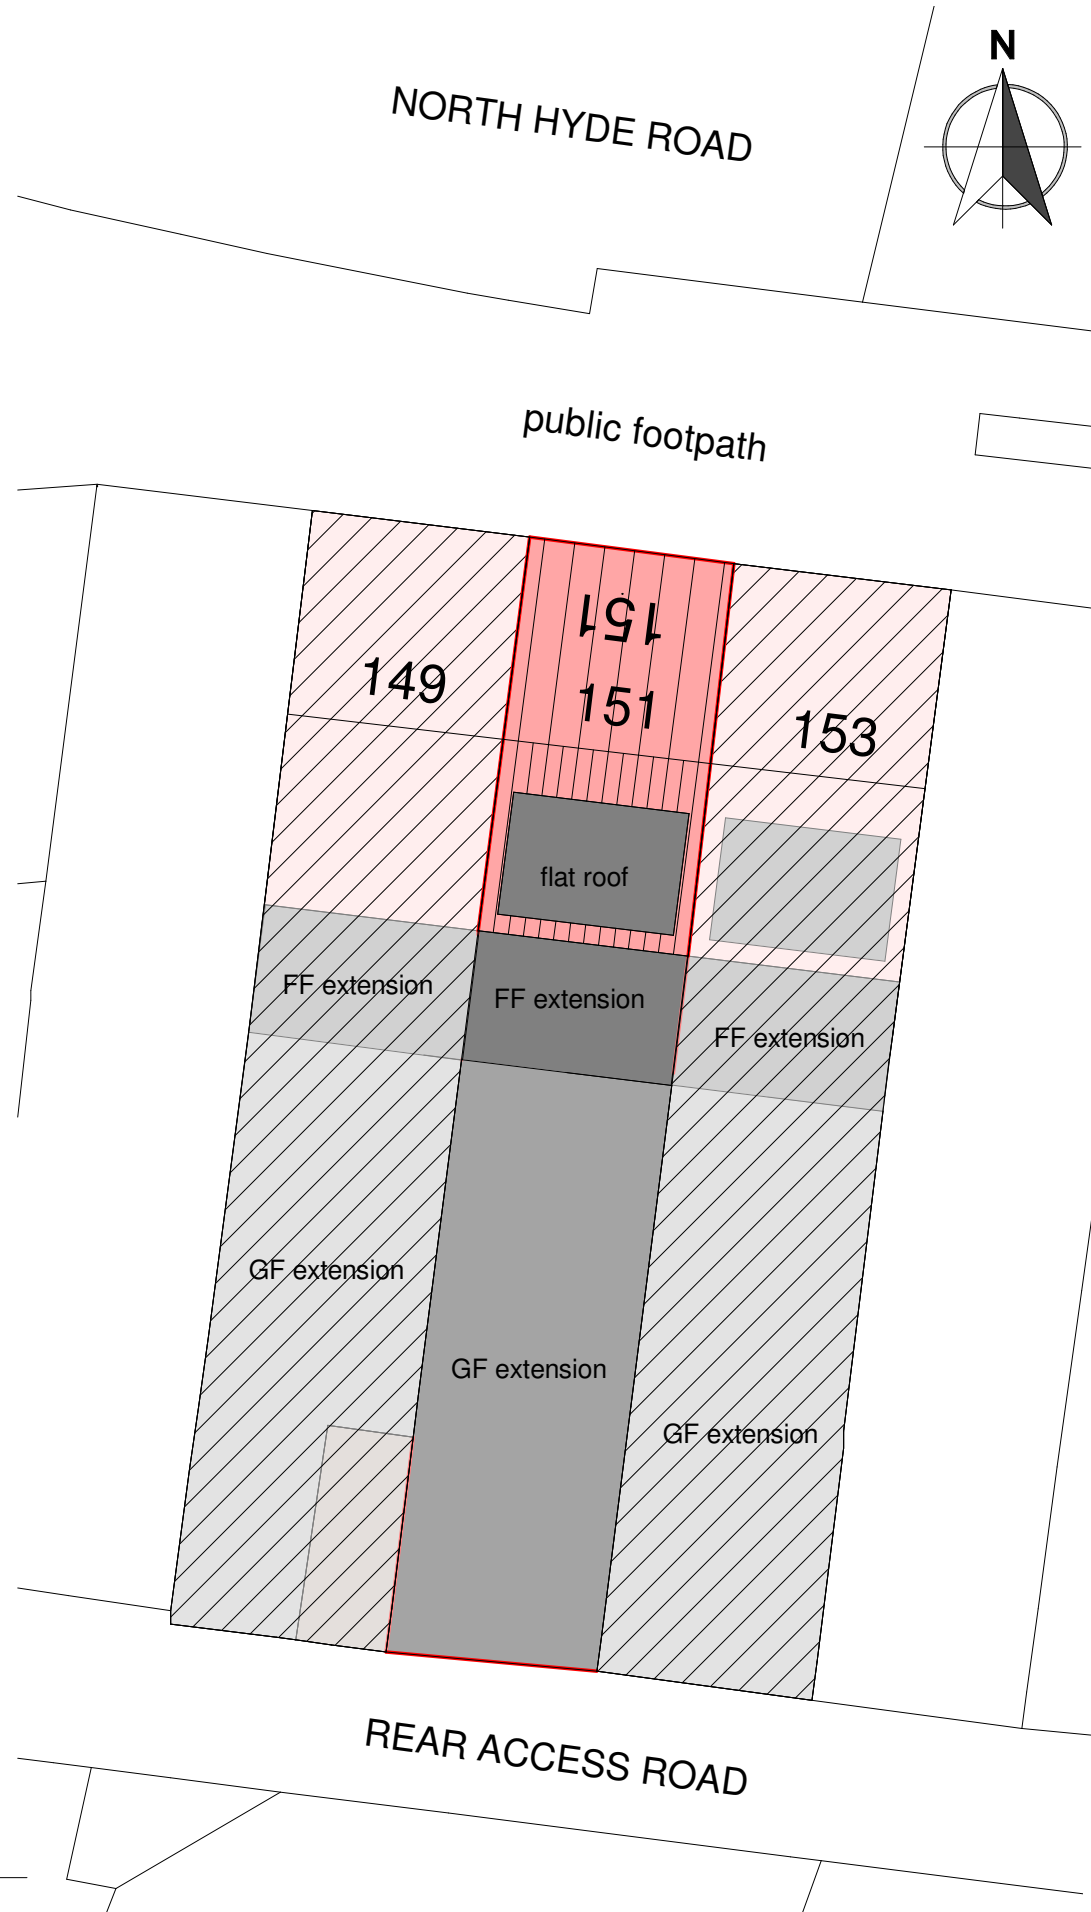 N
NORTH HYDE ROAD
public footpath
151
149
151
153
flat roof
FF extension
FF extension
FF extension
GF extension
GF extension
GF extension
REAR ACCESS ROAD